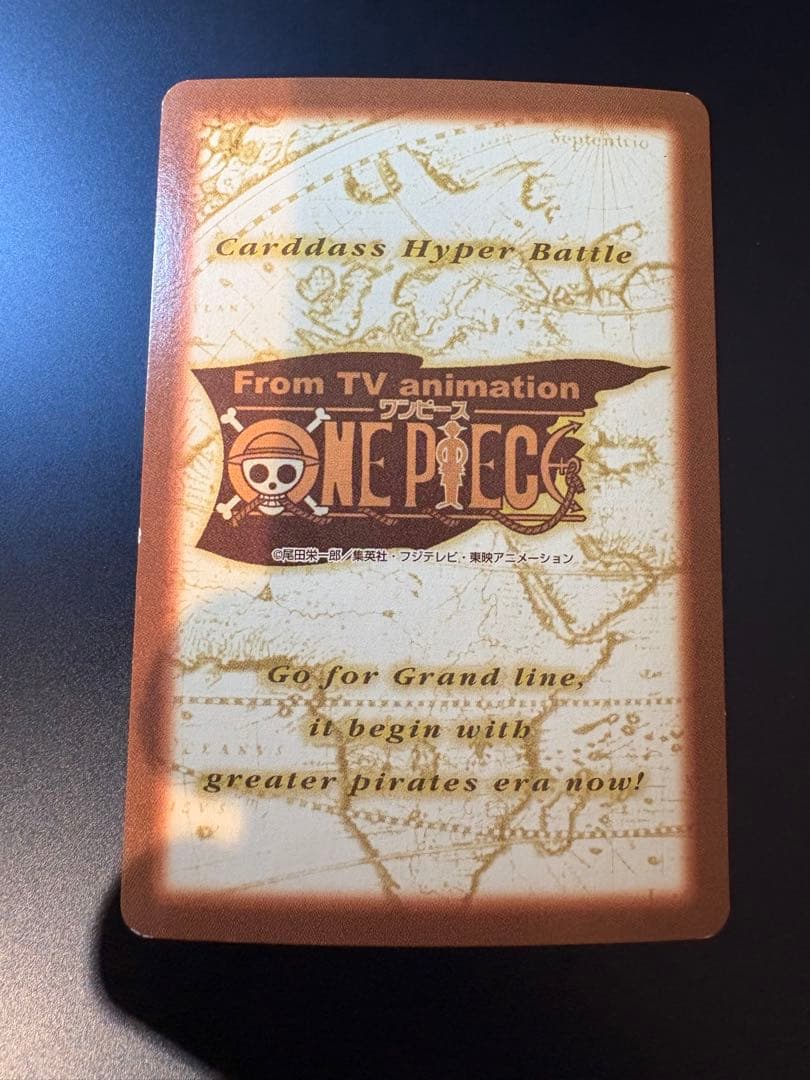 Septentrio
Carddass Hyper Battle
From TV animation
ワンピース
ONE PIECE
©尾田栄一郎／集英社・フジテレビ・東映アニメーション
Go for Grand line,
it begin with
greater pirates era now!